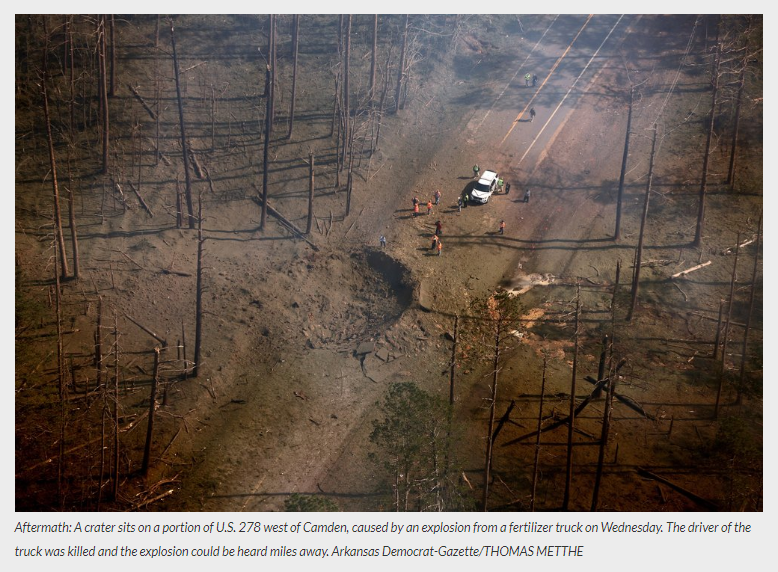 Aftermath: A crater sits on a portion of U.S. 278 west of Camden, caused by an explosion from a fertilizer truck on Wednesday. The driver of the
truck was killed and the explosion could be heard miles away. Arkansas Democrat-Gazette/THOMAS METTHE